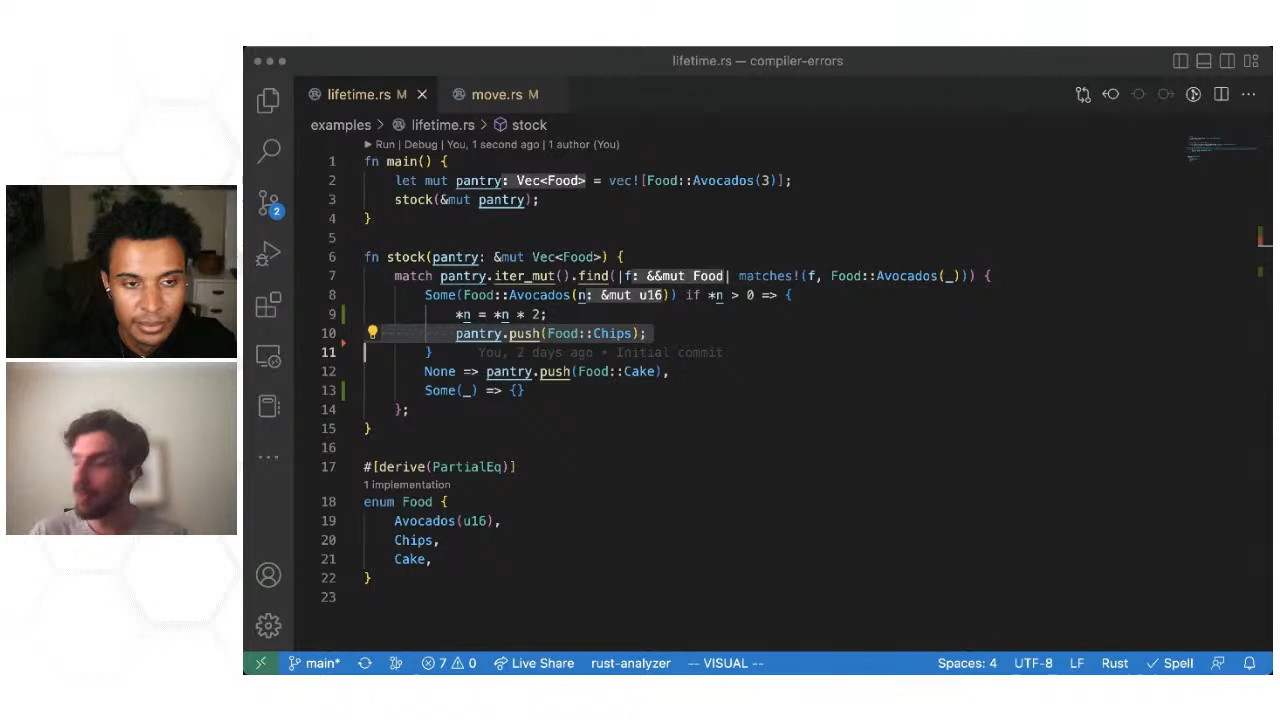 lifetime.rs — compiler-errors
lifetime.rs M
move.rs M
examples > lifetime.rs > stock
Run | Debug | You, 1 second ago | 1 author (You)
1 fn main() {
2 let mut pantry: Vec<Food> = vec![Food::Avocados(3)];
3 stock(&mut pantry);
4 }
5
6 fn stock(pantry: &mut Vec<Food>) {
7 match pantry.iter_mut().find(|f: &&mut Food| matches!(f, Food::Avocados(_))) {
8 Some(Food::Avocados(n: &mut u16)) if *n > 0 => {
9 *n = *n * 2;
10 pantry.push(Food::Chips);
11 } You, 2 days ago • Initial commit
12 None => pantry.push(Food::Cake),
13 Some(_) => {}
14 };
15 }
16
17 #[derive(PartialEq)]
1 implementation
18 enum Food {
19 Avocados(u16),
20 Chips,
21 Cake,
22 }
23
2
main* 7 0 Live Share rust-analyzer -- VISUAL -- Spaces: 4 UTF-8 LF Rust Spell